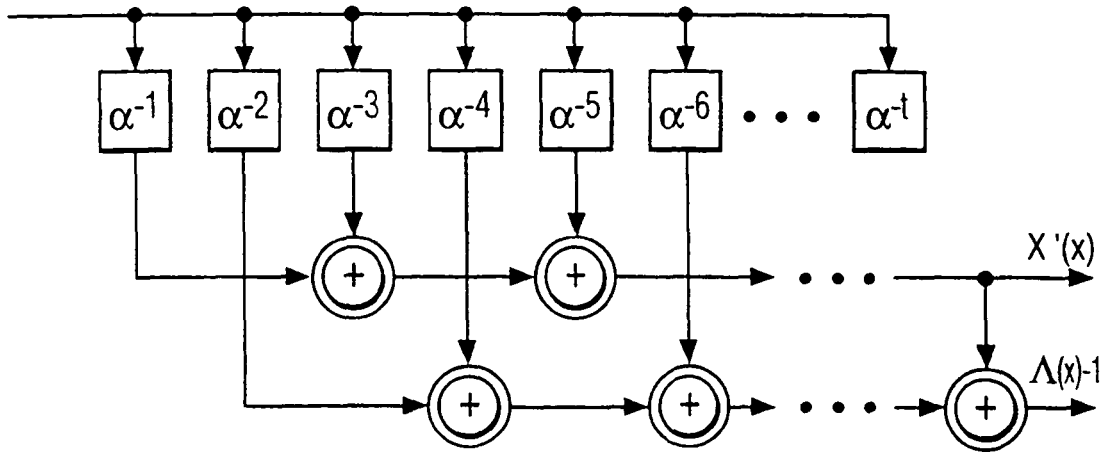 α⁻¹ α⁻² α⁻³ α⁻⁴ α⁻⁵ α⁻⁶ • • • α⁻ᵗ
+ + • • • X'(x)
+ + • • • + Λ(x)-1